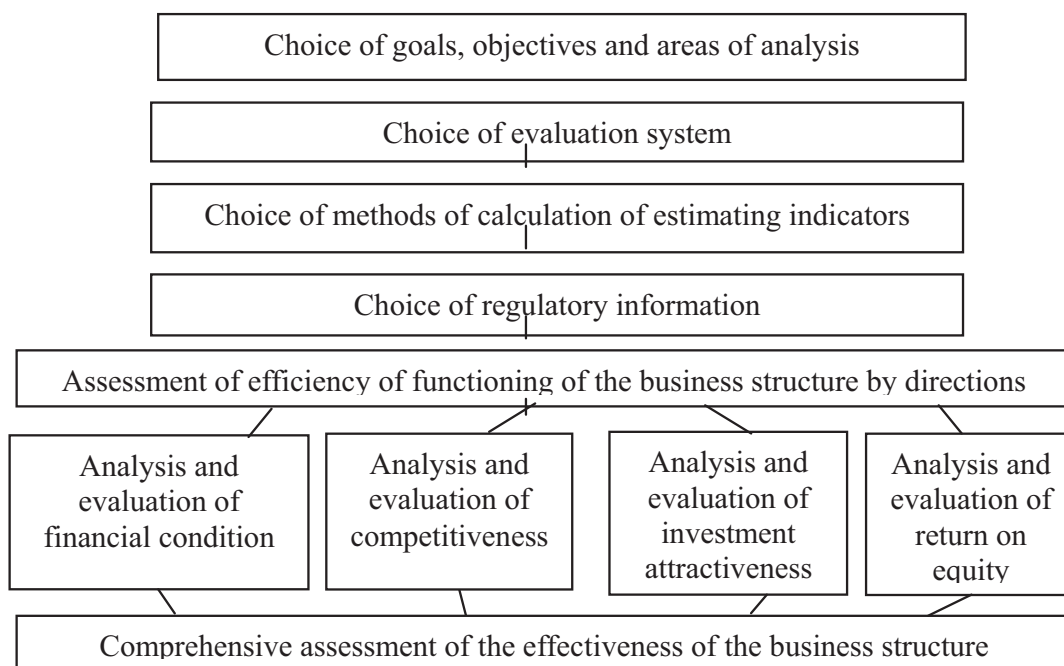 Choice of goals, objectives and areas of analysis
Choice of evaluation system
Choice of methods of calculation of estimating indicators
Choice of regulatory information
Assessment of efficiency of functioning of the business structure by directions
Analysis and
evaluation of
financial condition
Analysis and
evaluation of
competitiveness
Analysis and
evaluation of
investment
attractiveness
Analysis and
evaluation of
return on
equity
Comprehensive assessment of the effectiveness of the business structure